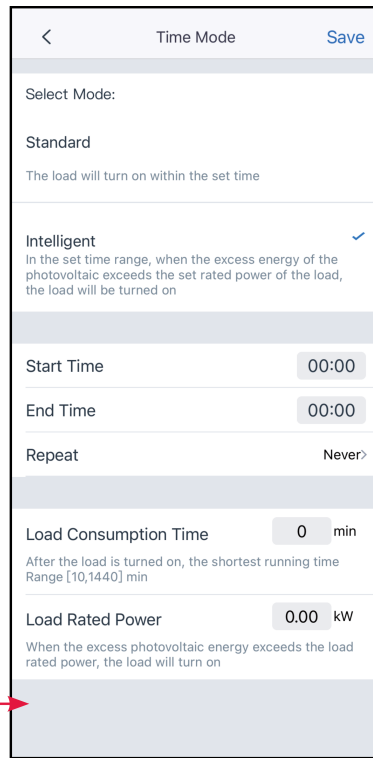 Time Mode Save
Select Mode:
Standard
The load will turn on within the set time
Intelligent
In the set time range, when the excess energy of the
photovoltaic exceeds the set rated power of the load,
the load will be turned on
Start Time 00:00
End Time 00:00
Repeat Never>
Load Consumption Time 0 min
After the load is turned on, the shortest running time
Range [10,1440] min
Load Rated Power 0.00 kW
When the excess photovoltaic energy exceeds the load
rated power, the load will turn on